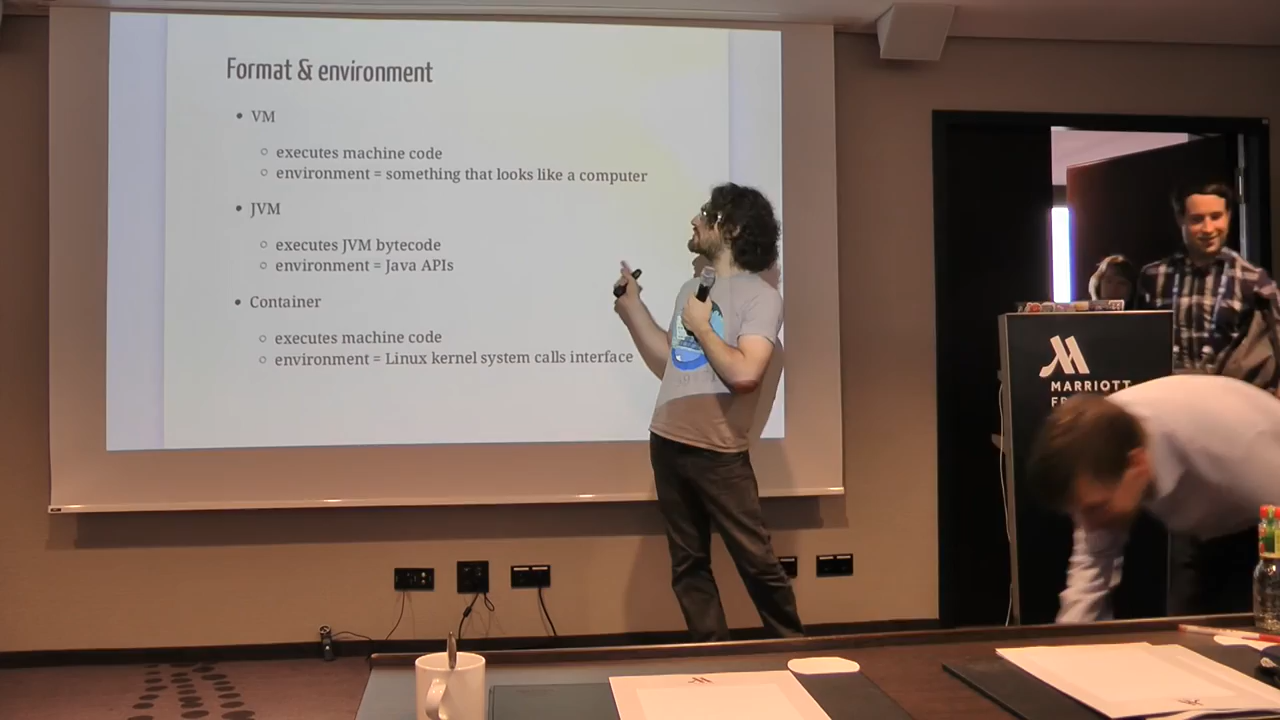 Format & environment
• VM
○ executes machine code
○ environment = something that looks like a computer
• JVM
○ executes JVM bytecode
○ environment = Java APIs
• Container
○ executes machine code
○ environment = Linux kernel system calls interface
MARRIOTT